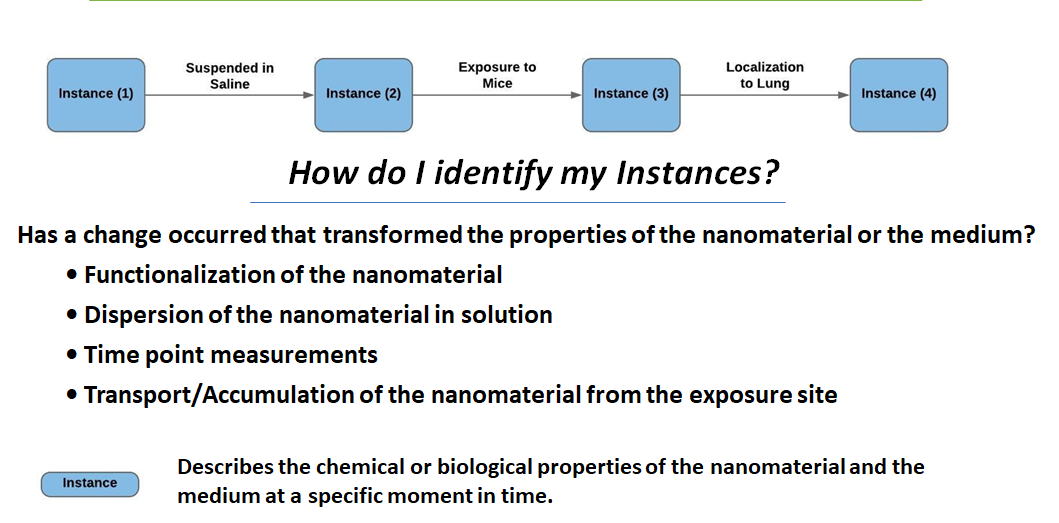 Suspended in
Saline
Exposure to
Mice
Localization
to Lung
Instance (1)
Instance (2)
Instance (3)
Instance (4)
How do I identify my Instances?
Has a change occurred that transformed the properties of the nanomaterial or the medium?
• Functionalization of the nanomaterial
• Dispersion of the nanomaterial in solution
• Time point measurements
• Transport/Accumulation of the nanomaterial from the exposure site
Instance
Describes the chemical or biological properties of the nanomaterial and the
medium at a specific moment in time.